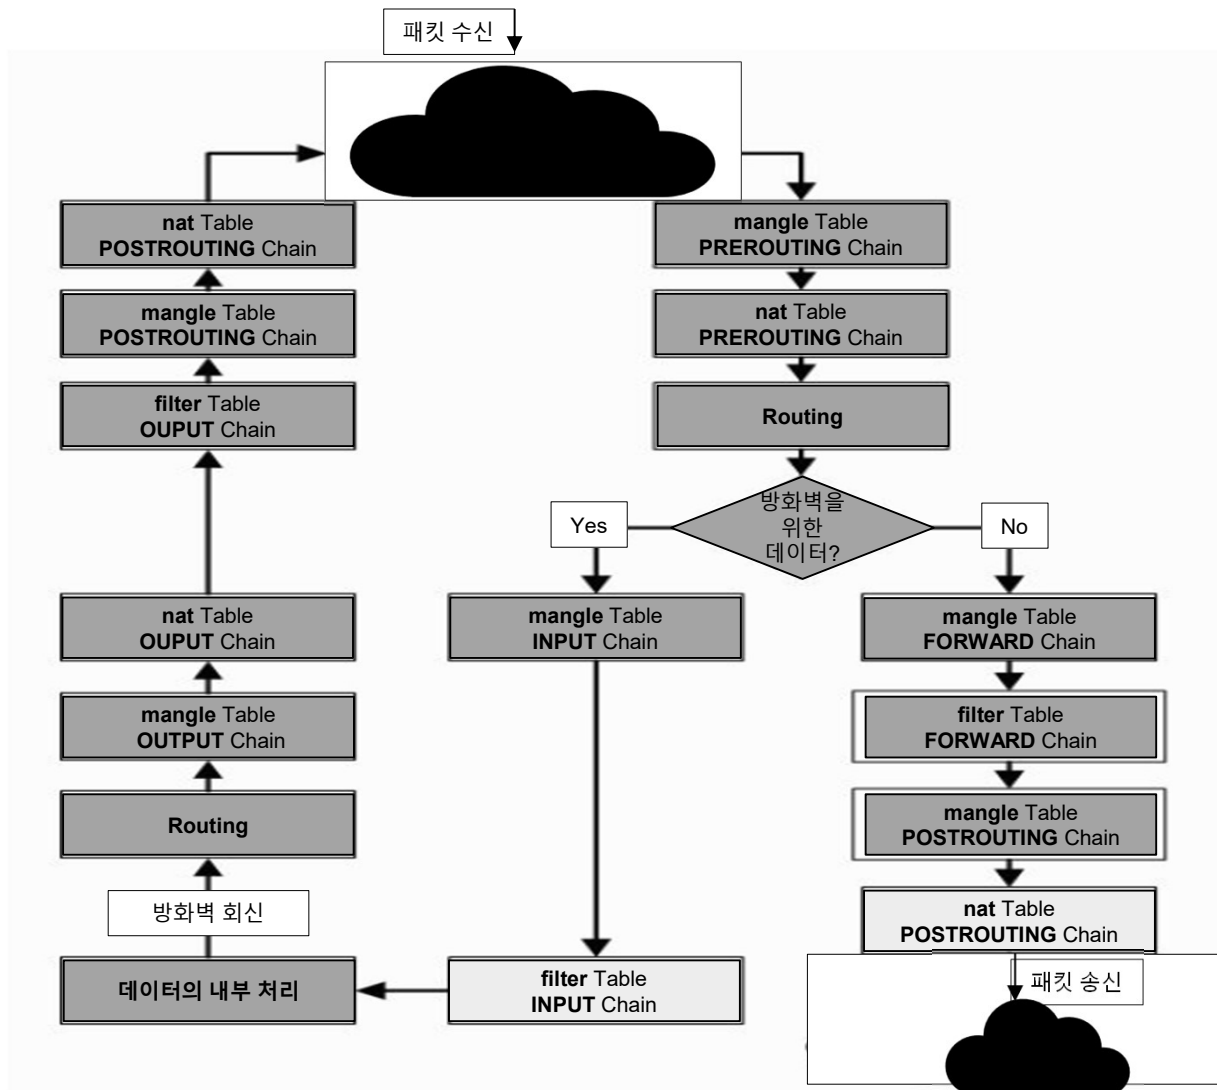 패킷 수신
nat Table
POSTROUTING Chain
mangle Table
POSTROUTING Chain
filter Table
OUPUT Chain
nat Table
OUPUT Chain
mangle Table
OUTPUT Chain
Routing
방화벽 회신
데이터의 내부 처리
mangle Table
PREROUTING Chain
nat Table
PREROUTING Chain
Routing
방화벽을
위한
데이터?
Yes
No
mangle Table
INPUT Chain
filter Table
INPUT Chain
mangle Table
FORWARD Chain
filter Table
FORWARD Chain
mangle Table
POSTROUTING Chain
nat Table
POSTROUTING Chain
패킷 송신